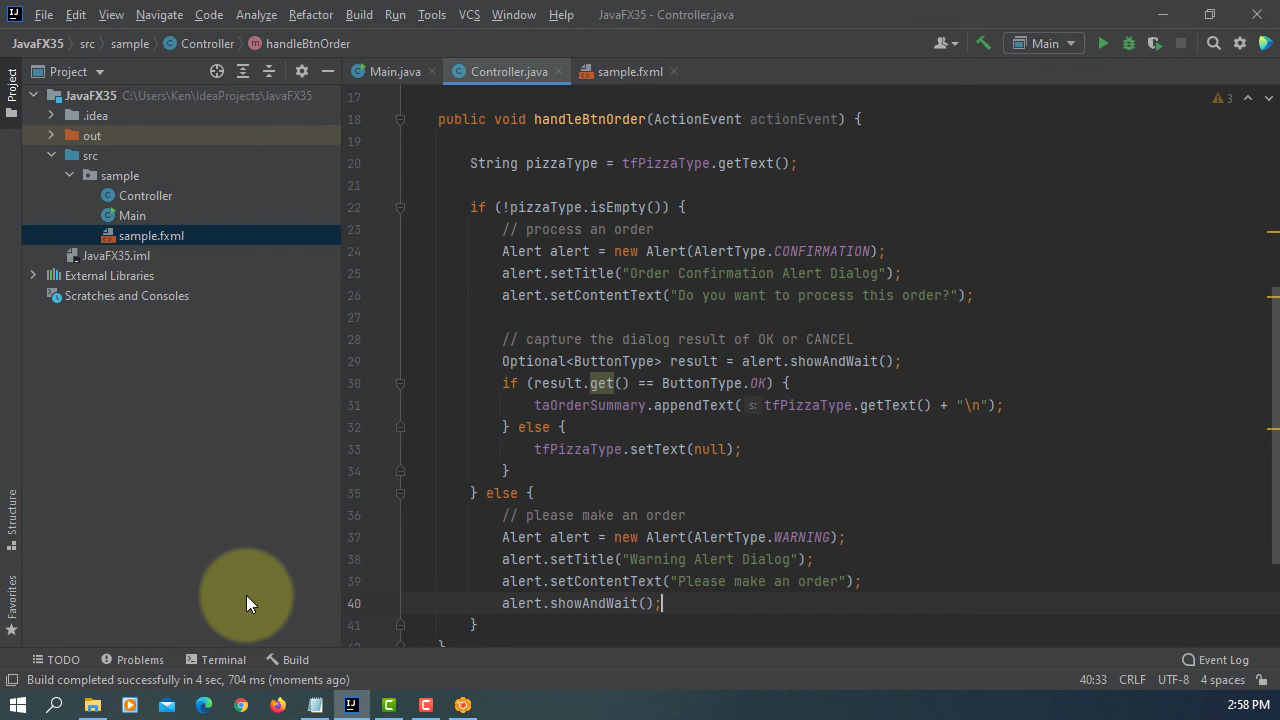 File Edit View Navigate Code Analyze Refactor Build Run Tools VCS Window Help JavaFX35 - Controller.java
JavaFX35 src sample Controller handleBtnOrder Main
Project Main.java Controller.java sample.fxml
Project
JavaFX35 C:\Users\Ken\IdeaProjects\JavaFX35
.idea
out
src
sample
Controller
Main
sample.fxml
JavaFX35.iml
External Libraries
Scratches and Consoles
Structure
Favorites
3
17
18 public void handleBtnOrder(ActionEvent actionEvent) {
19
20 String pizzaType = tfPizzaType.getText();
21
22 if (!pizzaType.isEmpty()) {
23 // process an order
24 Alert alert = new Alert(AlertType.CONFIRMATION);
25 alert.setTitle("Order Confirmation Alert Dialog");
26 alert.setContentText("Do you want to process this order?");
27
28 // capture the dialog result of OK or CANCEL
29 Optional<ButtonType> result = alert.showAndWait();
30 if (result.get() == ButtonType.OK) {
31 taOrderSummary.appendText( s: tfPizzaType.getText() + "\n");
32 } else {
33 tfPizzaType.setText(null);
34 }
35 } else {
36 // please make an order
37 Alert alert = new Alert(AlertType.WARNING);
38 alert.setTitle("Warning Alert Dialog");
39 alert.setContentText("Please make an order");
40 alert.showAndWait();
41 }
42 }
TODO Problems Terminal Build Event Log
Build completed successfully in 4 sec, 704 ms (moments ago) 40:33 CRLF UTF-8 4 spaces
2:58 PM